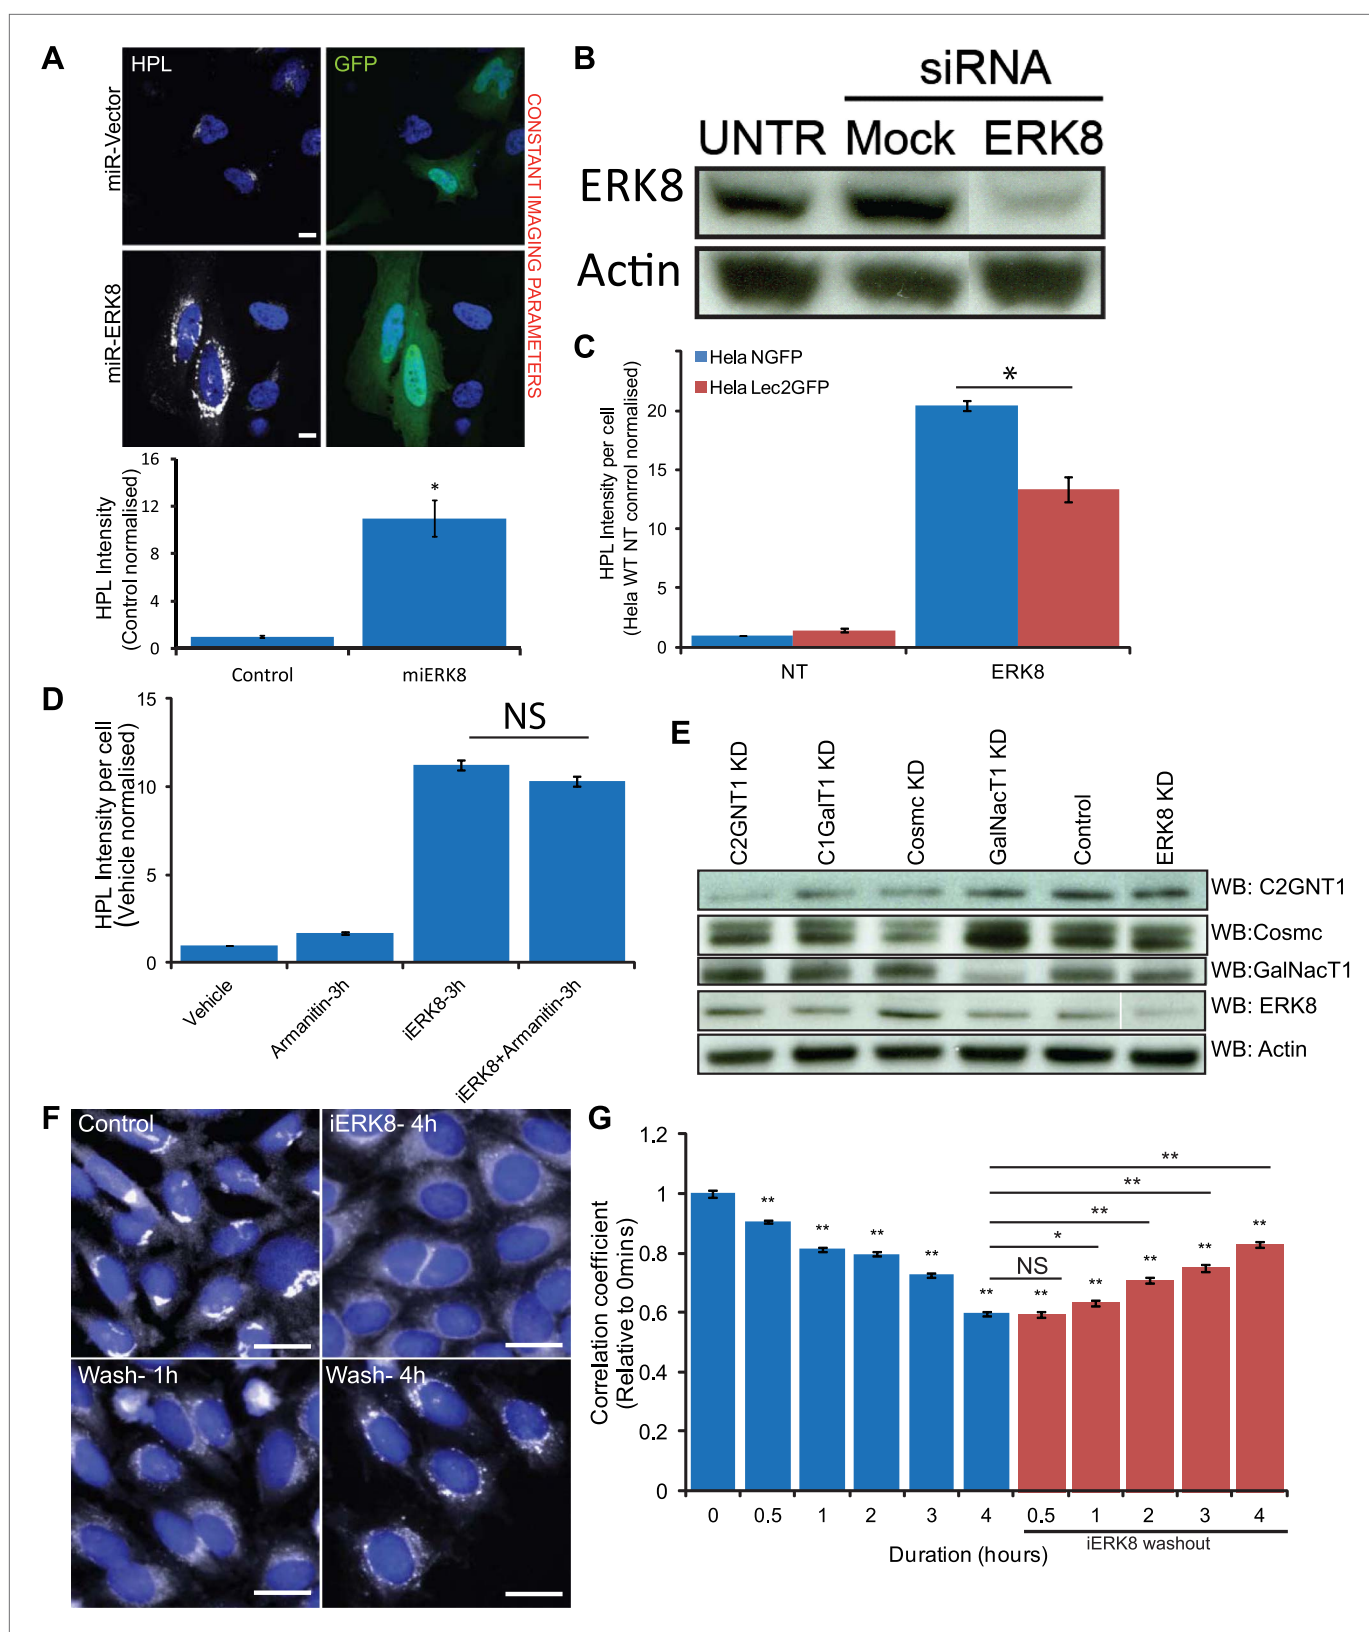 A
HPL
GFP
miR-Vector
miR-ERK8
CONSTANT IMAGING PARAMETERS
HPL Intensity
(Control normalised)
16
12
8
4
0
*
Control
miERK8
B
siRNA
UNTR
Mock
ERK8
ERK8
Actin
C
Hela NGFP
Hela Lec2GFP
HPL Intensity per cell
(Hela WT NT conrrol normalised)
20
15
10
5
0
*
NT
ERK8
D
HPL Intensity per cell
(Vehicle normalised)
15
10
5
0
NS
Vehicle
Armanitin-3h
iERK8-3h
iERK8+Armanitin-3h
E
C2GNT1 KD
C1GalT1 KD
Cosmc KD
GalNacT1 KD
Control
ERK8 KD
WB: C2GNT1
WB:Cosmc
WB:GalNacT1
WB: ERK8
WB: Actin
F
Control
iERK8- 4h
Wash- 1h
Wash- 4h
G
Correlation coefficient
(Relative to 0mins)
1.2
1
0.8
0.6
0.4
0.2
0
**
**
**
**
**
**
**
**
**
**
NS
*
**
**
**
0
0.5
1
2
3
4
0.5
1
2
3
4
iERK8 washout
Duration (hours)